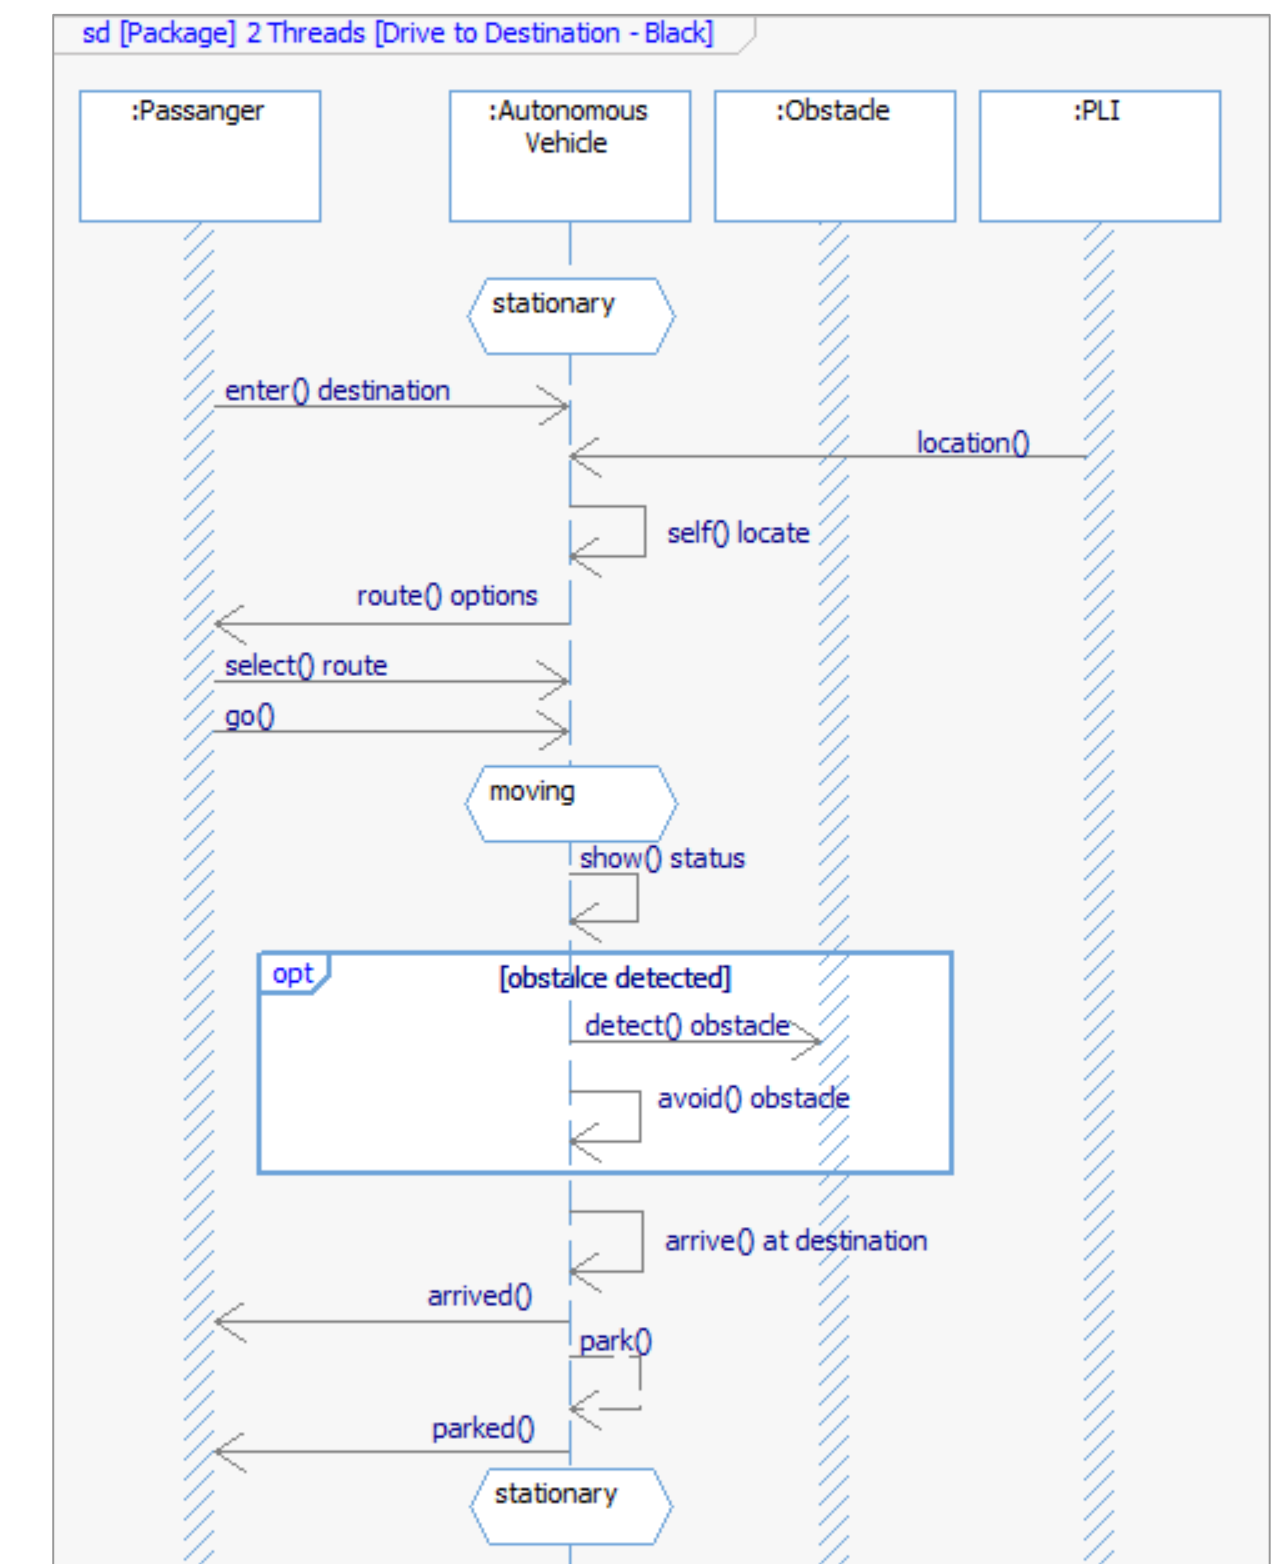 sd [Package] 2 Threads [Drive to Destination - Black]
:Passanger
:Autonomous
Vehicle
:Obstacle
:PLI
stationary
enter() destination
location()
self() locate
route() options
select() route
go()
moving
show() status
opt
[obstalce detected]
detect() obstacle
avoid() obstacle
arrive() at destination
arrived()
park()
parked()
stationary